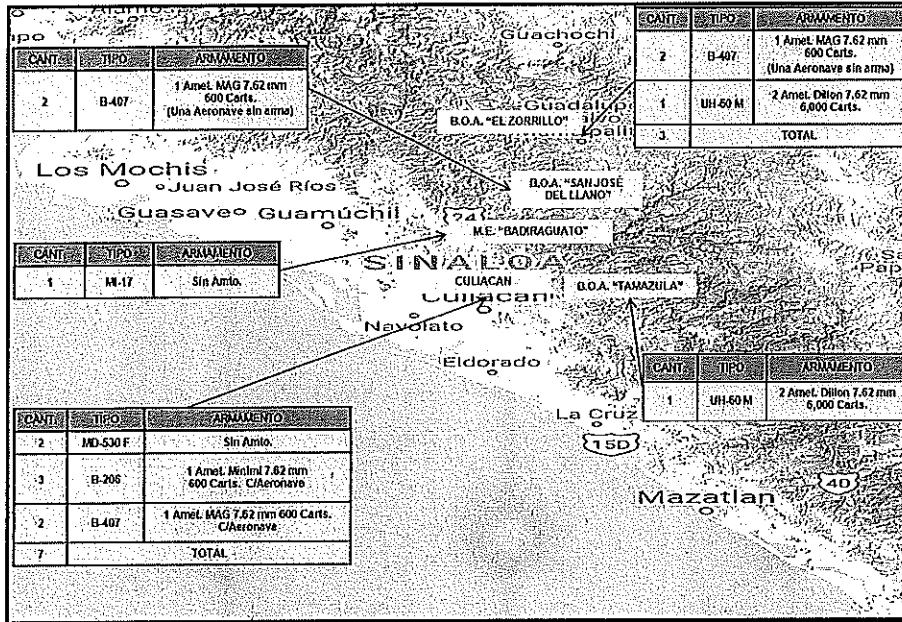 Guachochi
CANT. TIPO ARMAMENTO
2 B-407 1 Amet. MAG 7.62 mm
600 Carts.
(Una Aeronave sin arma)
CANT. TIPO ARMAMENTO
2 B-407 1 Amet. MAG 7.62 mm
600 Carts.
(Una Aeronave sin arma)
1 UH-60 M 2 Amet. Dillon 7.62 mm
6,000 Carts.
3 TOTAL
B.O.A. "EL ZORRILLO"
Los Mochis
Juan José Ríos
B.O.A. "SAN JOSÉ
DEL LLANO"
Guasave Guamúchil
24
M.E. "BADIRAGUATO"
CANT. TIPO ARMAMENTO
1 MI-17 Sin Amto.
SINALOA
CULIACAN
Culiacán
B.O.A. "TAMAZULA"
Navolato
Eldorado
CANT. TIPO ARMAMENTO
1 UH-60 M 2 Amet. Dillon 7.62 mm
6,000 Carts.
La Cruz
15D
CANT. TIPO ARMAMENTO
2 MD-530 F Sin Amto.
3 B-206 1 Amet. Minimi 7.62 mm
600 Carts. C/Aeronave
2 B-407 1 Amet. MAG 7.62 mm 600 Carts.
C/Aeronave
7 TOTAL
40D
Mazatlan